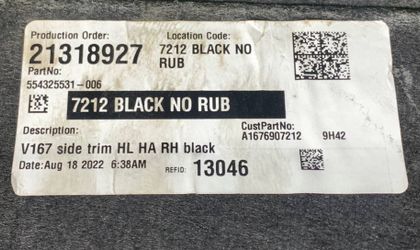 Production Order: Location Code:
21318927 7212 BLACK NO
RUB
PartNo:
554325531-006
7212 BLACK NO RUB
Description: CustPartNo:
A1676907212 9H42
V167 side trim HL HA RH black
Date:Aug 18 2022 6:38AM REFID: 13046